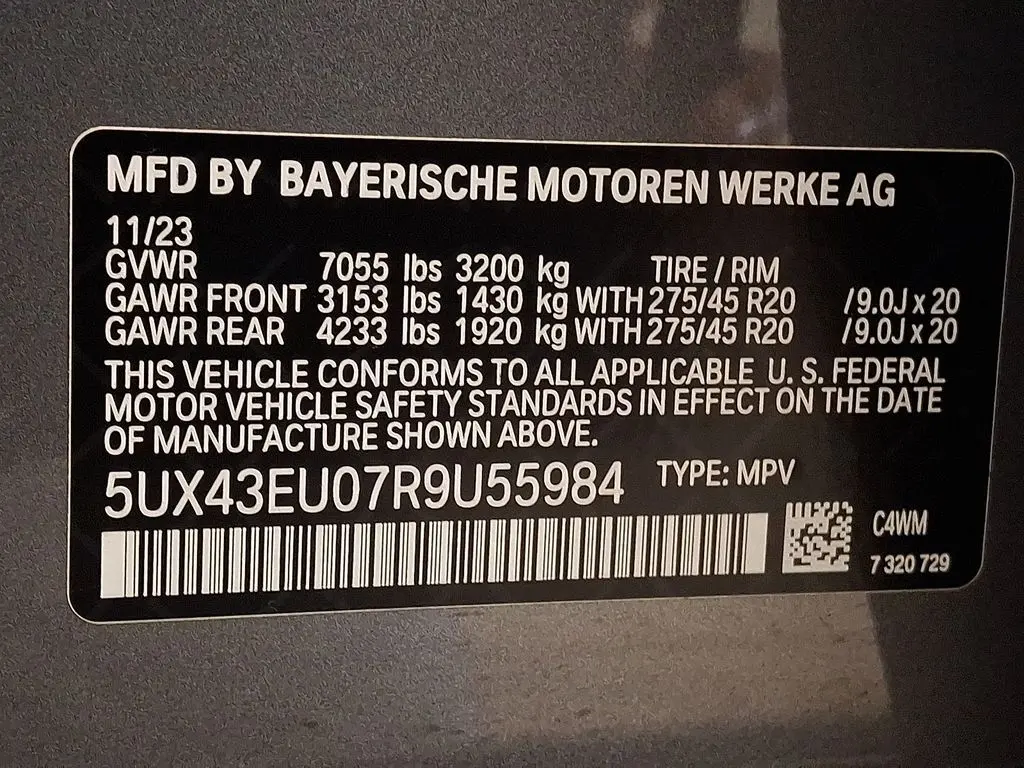 MFD BY BAYERISCHE MOTOREN WERKE AG
11/23
GVWR 7055 lbs 3200 kg TIRE / RIM
GAWR FRONT 3153 lbs 1430 kg WITH 275/45 R20 /9.0J x 20
GAWR REAR 4233 lbs 1920 kg WITH 275/45 R20 /9.0J x 20
THIS VEHICLE CONFORMS TO ALL APPLICABLE U. S. FEDERAL
MOTOR VEHICLE SAFETY STANDARDS IN EFFECT ON THE DATE
OF MANUFACTURE SHOWN ABOVE.
5UX43EU07R9U55984 TYPE: MPV
C4WM
7 320 729